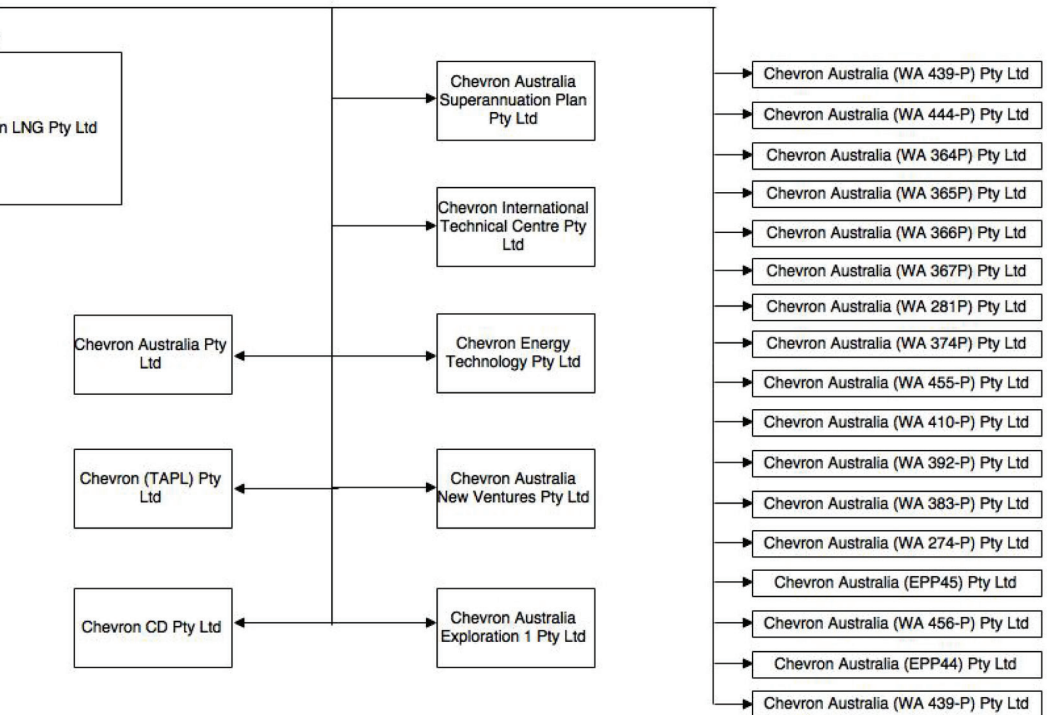 n LNG Pty Ltd
Chevron Australia Pty
Ltd
Chevron (TAPL) Pty
Ltd
Chevron CD Pty Ltd
Chevron Australia
Superannuation Plan
Pty Ltd
Chevron International
Technical Centre Pty
Ltd
Chevron Energy
Technology Pty Ltd
Chevron Australia
New Ventures Pty Ltd
Chevron Australia
Exploration 1 Pty Ltd
Chevron Australia (WA 439-P) Pty Ltd
Chevron Australia (WA 444-P) Pty Ltd
Chevron Australia (WA 364P) Pty Ltd
Chevron Australia (WA 365P) Pty Ltd
Chevron Australia (WA 366P) Pty Ltd
Chevron Australia (WA 367P) Pty Ltd
Chevron Australia (WA 281P) Pty Ltd
Chevron Australia (WA 374P) Pty Ltd
Chevron Australia (WA 455-P) Pty Ltd
Chevron Australia (WA 410-P) Pty Ltd
Chevron Australia (WA 392-P) Pty Ltd
Chevron Australia (WA 383-P) Pty Ltd
Chevron Australia (WA 274-P) Pty Ltd
Chevron Australia (EPP45) Pty Ltd
Chevron Australia (WA 456-P) Pty Ltd
Chevron Australia (EPP44) Pty Ltd
Chevron Australia (WA 439-P) Pty Ltd